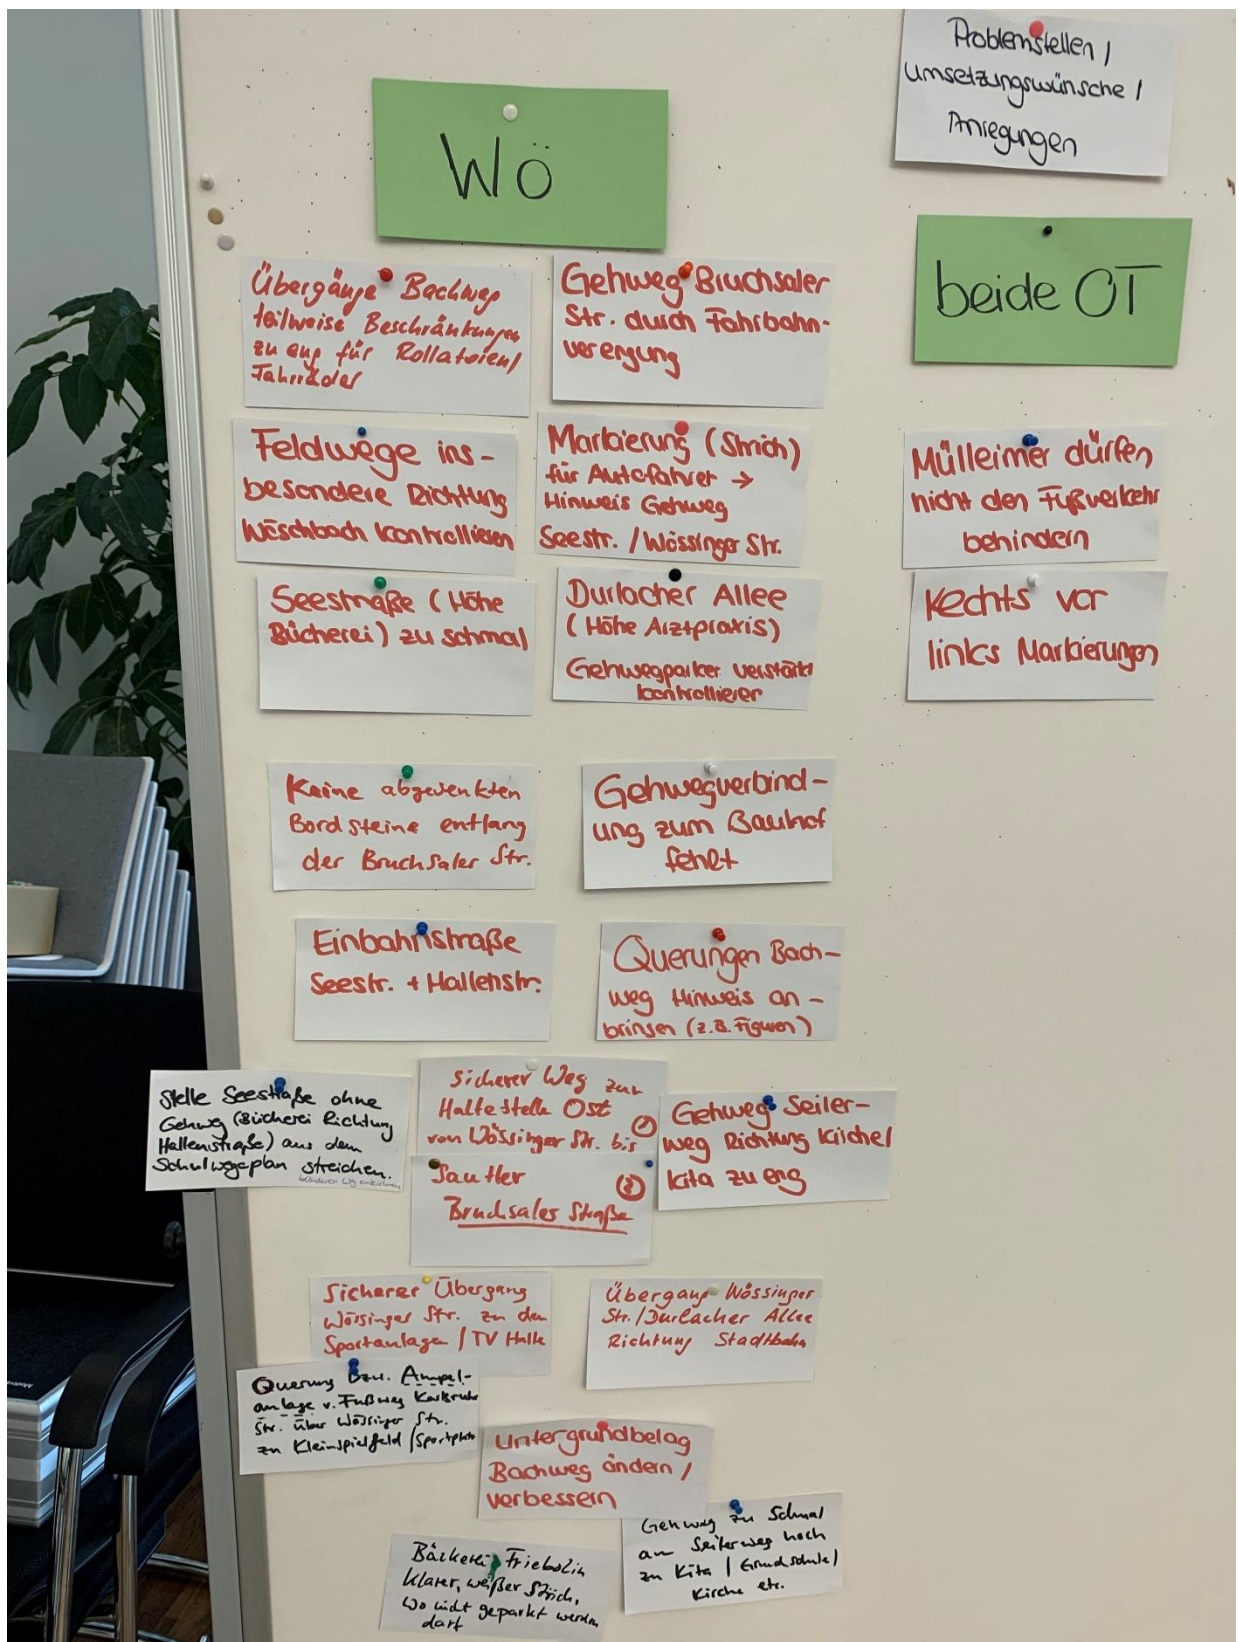 Problemstellen /
Umsetzungswünsche /
Anregungen
Wö
beide OT
Übergänge Bachweg
teilweise Beschränkungen
zu eng für Rollatoren/
Fahrräder
Gehweg Bruchsaler
Str. durch Fahrbahn-
verengung
Feldwege ins-
besondere Richtung
Wöschbach kontrollieren
Markierung (Strich)
für Autofahrer →
Hinweis Gehweg
Seestr. / Wössinger Str.
Mülleimer dürfen
nicht den Fußverkehr
behindern
Seestraße (Höhe
Bücherei) zu schmal
Durlacher Allee
(Höhe Arztpraxis)
Gehwegparker verstärkt
kontrollieren
Rechts vor
links Markierungen
Keine abgesenkten
Bordsteine entlang
der Bruchsaler Str.
Gehwegverbind-
ung zum Bauhof
fehlt
Einbahnstraße
Seestr. + Hallenstr.
Querungen Bach-
weg Hinweis an-
bringen (z.B. Figuren)
Stelle Seestraße ohne
Gehweg (Bücherei Richtung
Hallenstraße) aus dem
Schulwegeplan streichen.
Sicherer Weg zur
Haltestelle Ost
von Wössinger Str. bis ①
Sautter ②
Bruchsaler Straße
Gehweg Seiler-
weg Richtung Kirche/
Kita zu eng
Sicherer Übergang
Wössinger Str. zu den
Sportanlagen / TV Halle
Übergang Wössinger
Str. / Durlacher Allee
Richtung Stadtbahn
Querung bzw. Ampel-
anlage v. Fußweg Karlsruher
Str. über Wössinger Str.
zu Kleinspielfeld / Sportplatz
Untergrundbelag
Bachweg ändern /
verbessern
Gehweg zu schmal
am Seilerweg hoch
zu Kita / Grundschule /
Kirche etc.
Bäckerei Friebolin
klarer, weißer Strich,
wo nicht geparkt werden
darf